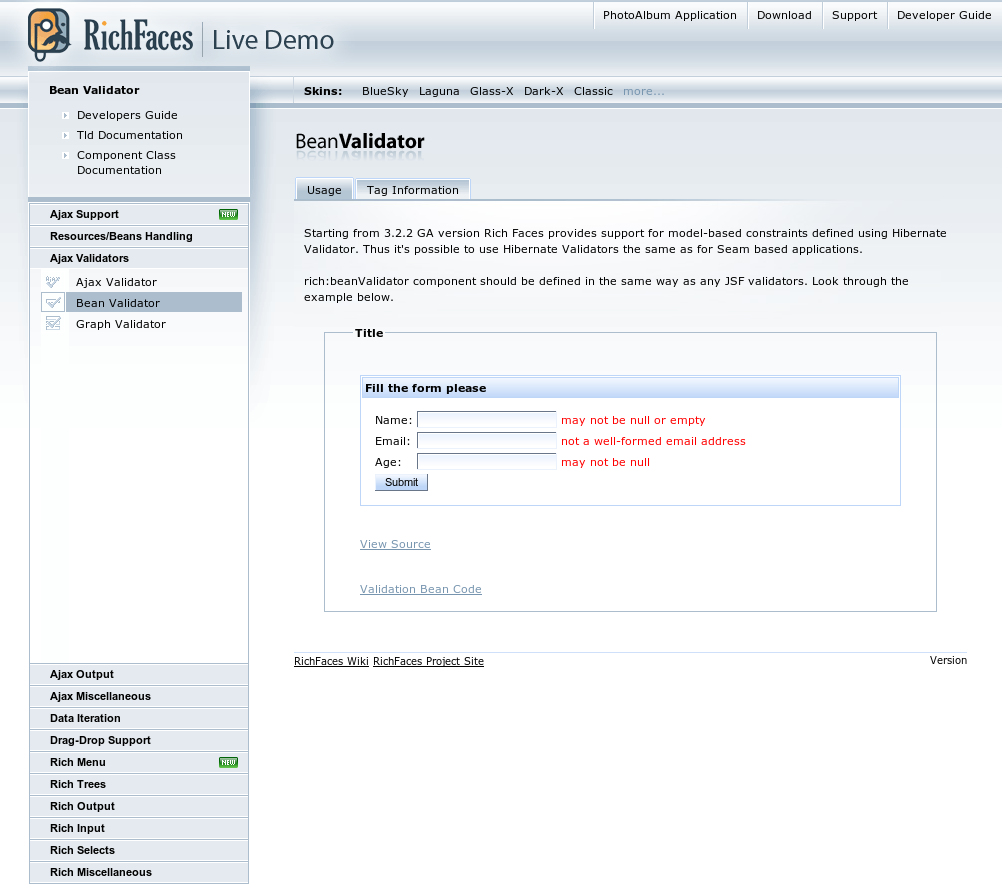 PhotoAlbum Application Download Support Developer Guide
RichFaces Live Demo
Skins: BlueSky Laguna Glass-X Dark-X Classic more...
Bean Validator
Developers Guide
Tld Documentation
Component Class
Documentation
Ajax Support NEW
Resources/Beans Handling
Ajax Validators
Ajax Validator
Bean Validator
Graph Validator
Ajax Output
Ajax Miscellaneous
Data Iteration
Drag-Drop Support
Rich Menu NEW
Rich Trees
Rich Output
Rich Input
Rich Selects
Rich Miscellaneous
BeanValidator
Usage Tag Information
Starting from 3.2.2 GA version Rich Faces provides support for model-based constraints defined using Hibernate
Validator. Thus it's possible to use Hibernate Validators the same as for Seam based applications.
rich:beanValidator component should be defined in the same way as any JSF validators. Look through the
example below.
Title
Fill the form please
Name: may not be null or empty
Email: not a well-formed email address
Age: may not be null
Submit
View Source
Validation Bean Code
RichFaces Wiki RichFaces Project Site Version